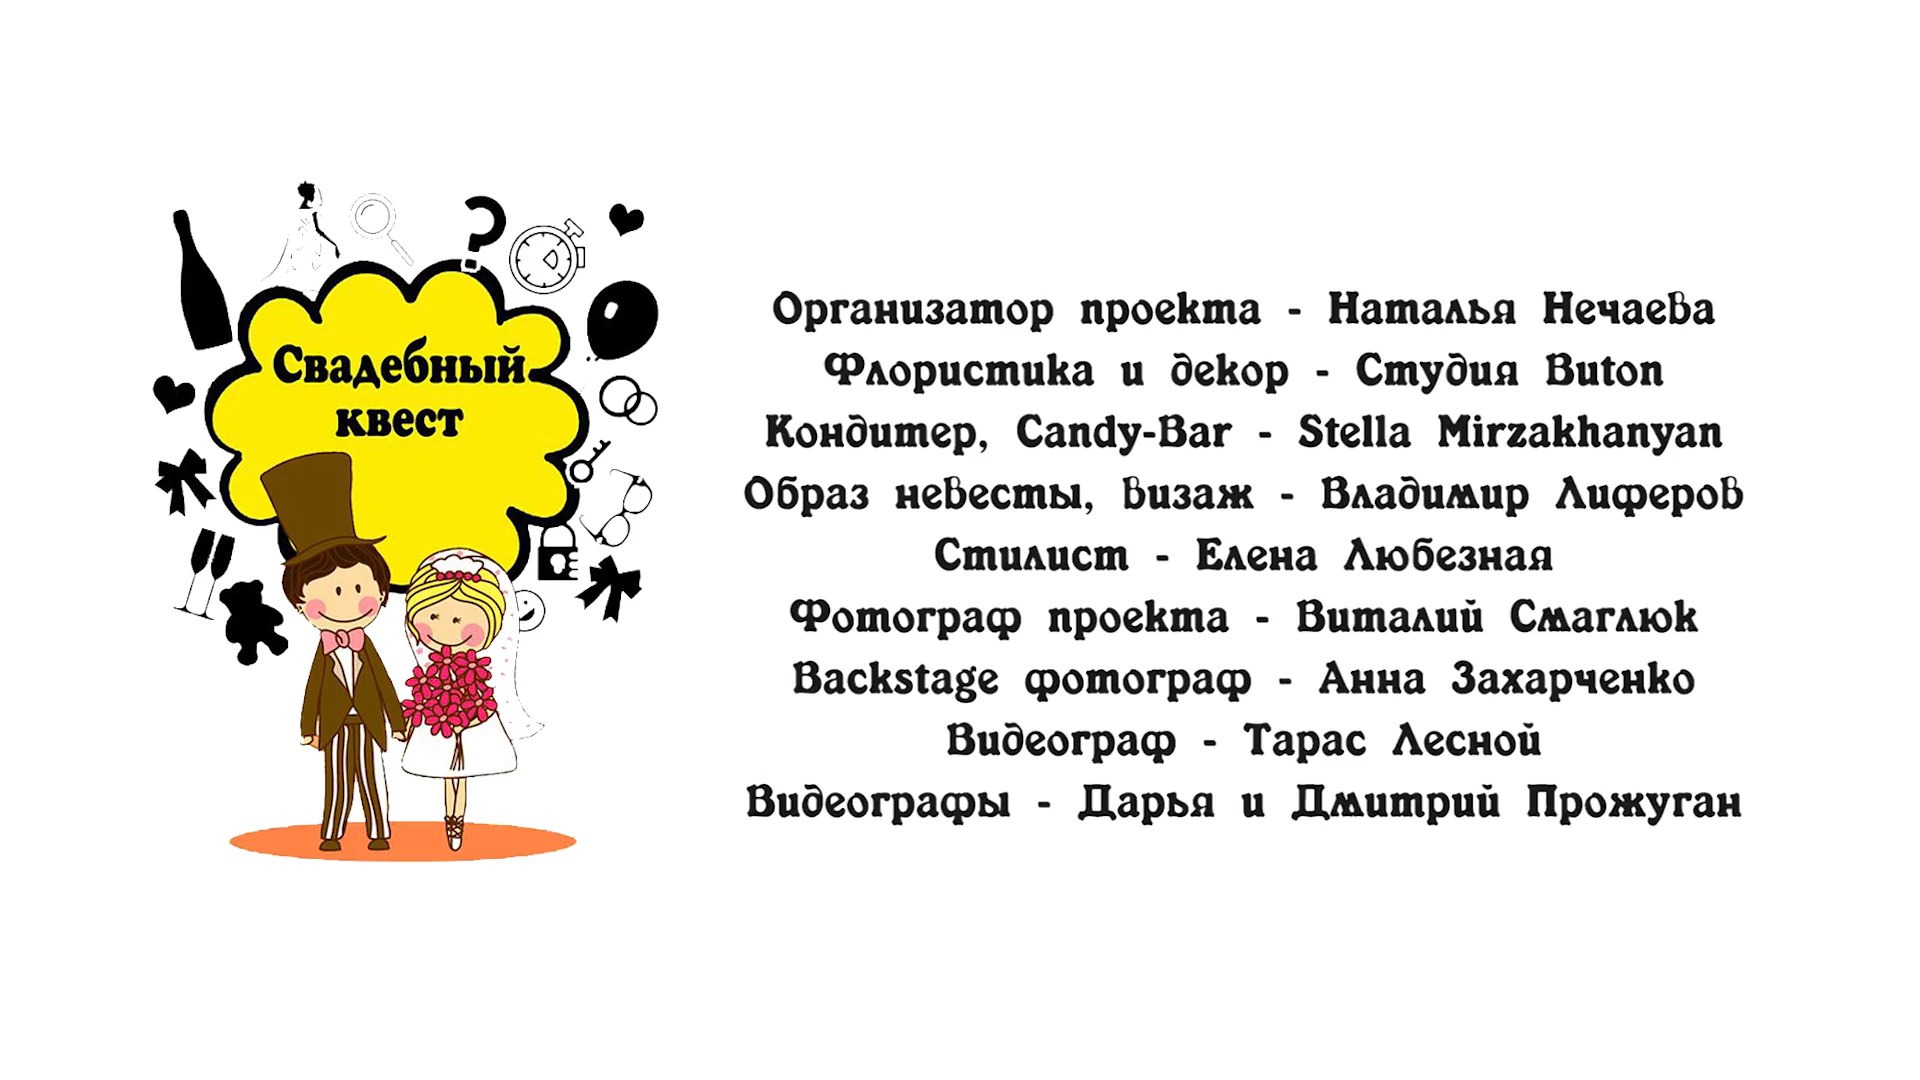 Свадебный
квест
Организатор проекта - Наталья Нечаева
Флористика и декор - Студия Buton
Кондитер, Candy-Bar - Stella Mirzakhanyan
Образ невесты, визаж - Владимир Лиферов
Стилист - Елена Любезная
Фотограф проекта - Виталий Смаглюк
Backstage фотограф - Анна Захарченко
Видеограф - Тарас Лесной
Видеографы - Дарья и Дмитрий Прожуган